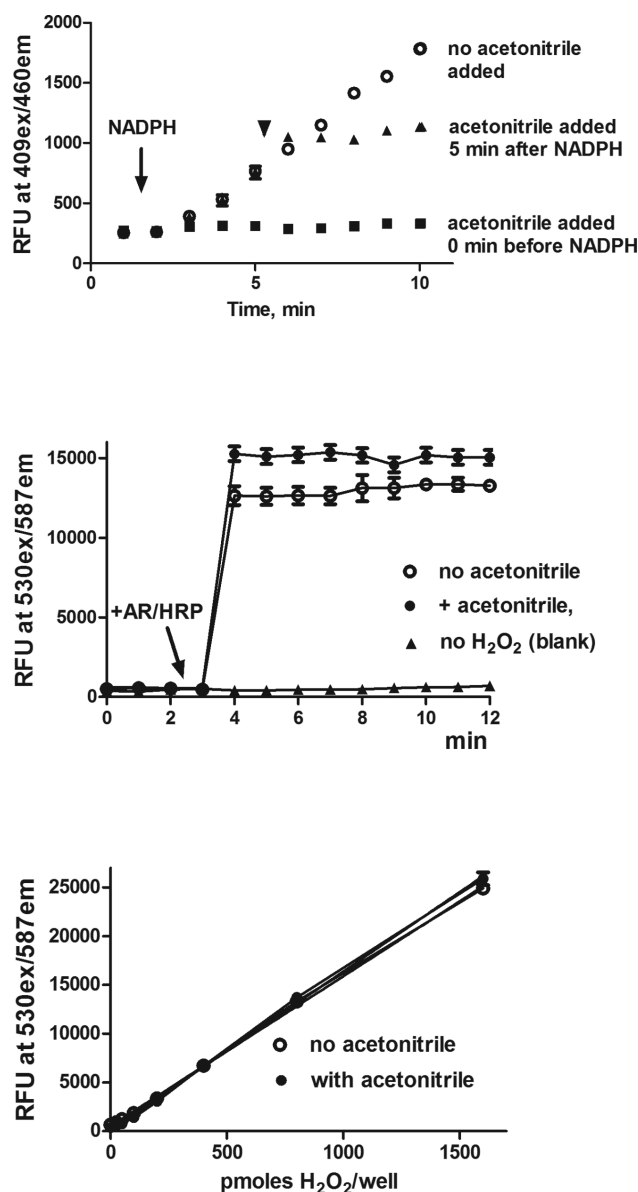 RFU at 409ex/460em
2000
1500
1000
500
0
NADPH
no acetonitrile
added
acetonitrile added
5 min after NADPH
acetonitrile added
0 min before NADPH
0
5
10
Time, min
RFU at 530ex/587em
15000
10000
5000
0
+AR/HRP
no acetonitrile
+ acetonitrile,
no H₂O₂ (blank)
0
2
4
6
8
10
12
min
RFU at 530ex/587em
25000
20000
15000
10000
5000
0
no acetonitrile
with acetonitrile
0
500
1000
1500
pmoles H₂O₂/well